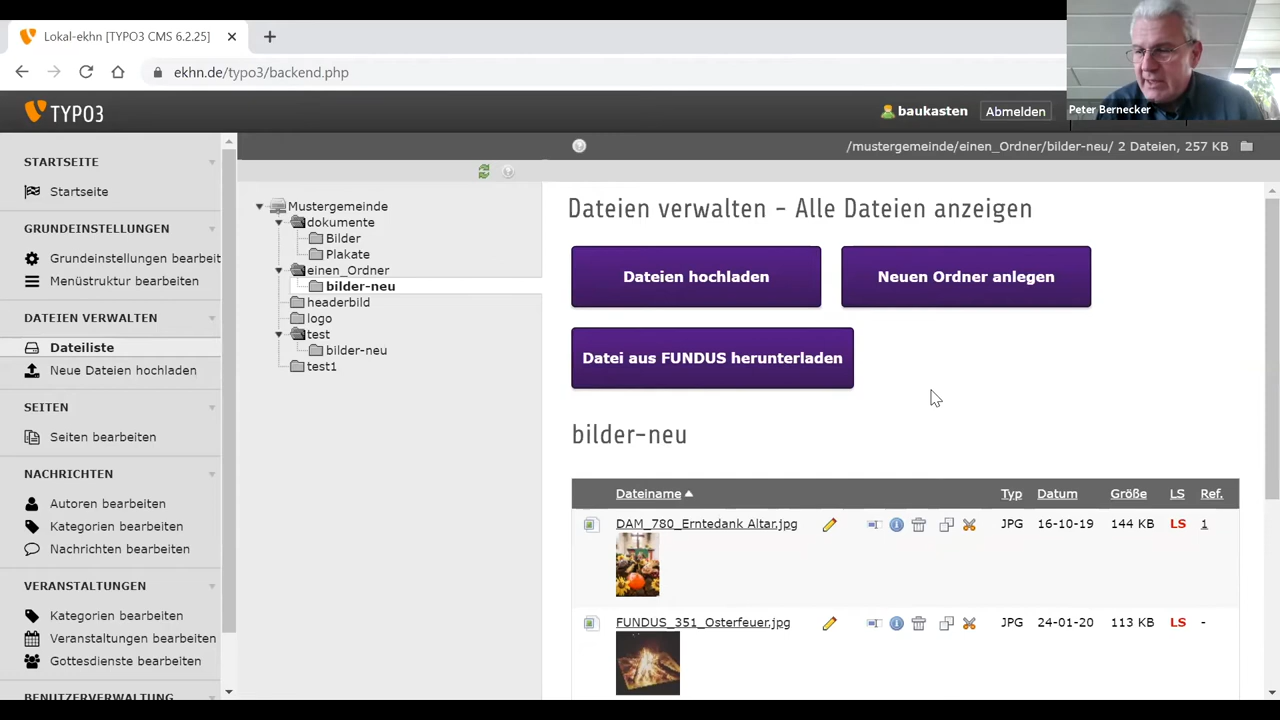 Lokal-ekhn [TYPO3 CMS 6.2.25]
ekhn.de/typo3/backend.php
Peter Bernecker
TYPO3
baukasten
Abmelden
/mustergemeinde/einen_Ordner/bilder-neu/ 2 Dateien, 257 KB
STARTSEITE
Startseite
GRUNDEINSTELLUNGEN
Grundeinstellungen bearbeit
Menüstruktur bearbeiten
DATEIEN VERWALTEN
Dateiliste
Neue Dateien hochladen
SEITEN
Seiten bearbeiten
NACHRICHTEN
Autoren bearbeiten
Kategorien bearbeiten
Nachrichten bearbeiten
VERANSTALTUNGEN
Kategorien bearbeiten
Veranstaltungen bearbeiten
Gottesdienste bearbeiten
BENUTZERVERWALTUNG
Mustergemeinde
dokumente
Bilder
Plakate
einen_Ordner
bilder-neu
headerbild
logo
test
bilder-neu
test1
Dateien verwalten - Alle Dateien anzeigen
Dateien hochladen
Neuen Ordner anlegen
Datei aus FUNDUS herunterladen
bilder-neu
Dateiname Typ Datum Größe LS Ref.
DAM_780_Erntedank Altar.jpg JPG 16-10-19 144 KB LS 1
FUNDUS_351_Osterfeuer.jpg JPG 24-01-20 113 KB LS -